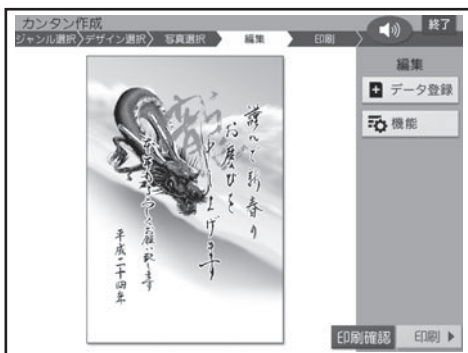 カンタン作成
ジャンル選択〉デザイン選択〉 写真選択 編集 印刷
終了
編集
データ登録
機能
龍
謹んで新春の
お慶びを
申し上げます
本年もよろしくお願い致します
平成二十四年
印刷確認
印刷